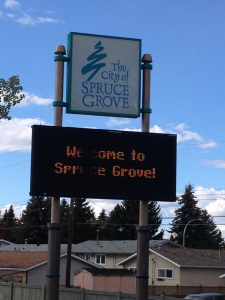 The
City of
SPRUCE
GROVE
Welcome to
Spruce Grove!